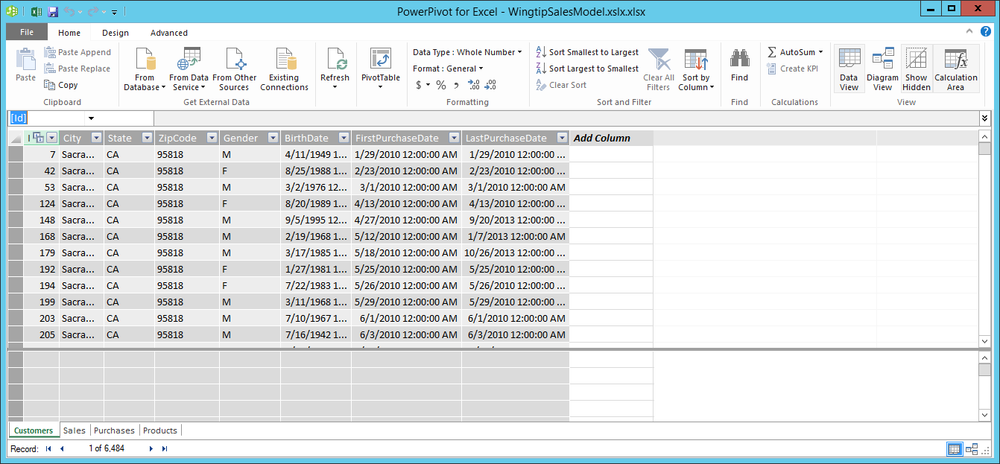 PowerPivot for Excel - WingtipSalesModel.xslx.xlsx
File Home Design Advanced
Paste
Paste Append
Paste Replace
Copy
Clipboard
From Database
From Data Service
From Other Sources
Existing Connections
Get External Data
Refresh
PivotTable
Data Type : Whole Number
Format : General
$ % , .00 .00
Formatting
Sort Smallest to Largest
Sort Largest to Smallest
Clear Sort
Clear All Filters
Sort by Column
Sort and Filter
Find
Find
AutoSum
Create KPI
Calculations
Data View
Diagram View
Show Hidden
Calculation Area
View
[Id]
I City State ZipCode Gender BirthDate FirstPurchaseDate LastPurchaseDate Add Column
7 Sacra... CA 95818 M 4/11/1949 1... 1/29/2010 12:00:00 AM 1/29/2010 12:00:00 ...
42 Sacra... CA 95818 F 8/25/1988 1... 2/23/2010 12:00:00 AM 2/23/2010 12:00:00 ...
53 Sacra... CA 95818 M 3/2/1976 12... 3/1/2010 12:00:00 AM 3/1/2010 12:00:00 AM
124 Sacra... CA 95818 F 8/20/1989 1... 4/13/2010 12:00:00 AM 4/13/2010 12:00:00 ...
148 Sacra... CA 95818 M 9/5/1995 12... 4/27/2010 12:00:00 AM 9/20/2013 12:00:00 ...
168 Sacra... CA 95818 M 2/19/1968 1... 5/12/2010 12:00:00 AM 1/7/2013 12:00:00 AM
179 Sacra... CA 95818 M 3/17/1985 1... 5/18/2010 12:00:00 AM 10/26/2013 12:00:00 ...
192 Sacra... CA 95818 F 1/27/1981 1... 5/25/2010 12:00:00 AM 5/25/2010 12:00:00 ...
194 Sacra... CA 95818 F 7/22/1983 1... 5/26/2010 12:00:00 AM 5/26/2010 12:00:00 ...
199 Sacra... CA 95818 M 3/11/1968 1... 5/29/2010 12:00:00 AM 5/29/2010 12:00:00 ...
203 Sacra... CA 95818 M 7/10/1967 1... 6/1/2010 12:00:00 AM 6/1/2010 12:00:00 AM
205 Sacra... CA 95818 M 7/16/1942 1... 6/3/2010 12:00:00 AM 6/3/2010 12:00:00 AM
Customers Sales Purchases Products
Record: 1 of 6,484